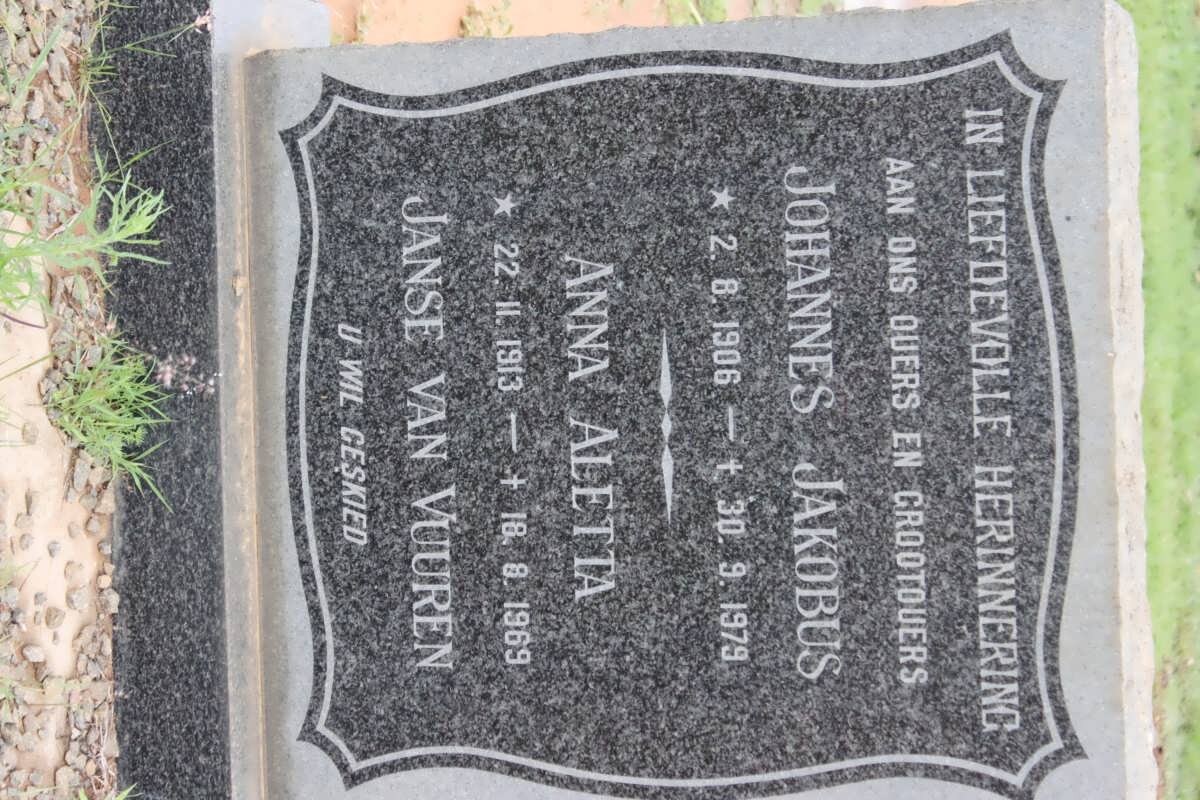 IN LIEFDEVOLLE HERINNERING
AAN ONS OUERS EN GROOTOUERS
JOHANNES JAKOBUS
★ 2. 8. 1906 — † 30. 9. 1979
ANNA ALETTA
★ 22. 11. 1913 — † 18. 8. 1969
JANSE VAN VUUREN
U WIL GESKIED